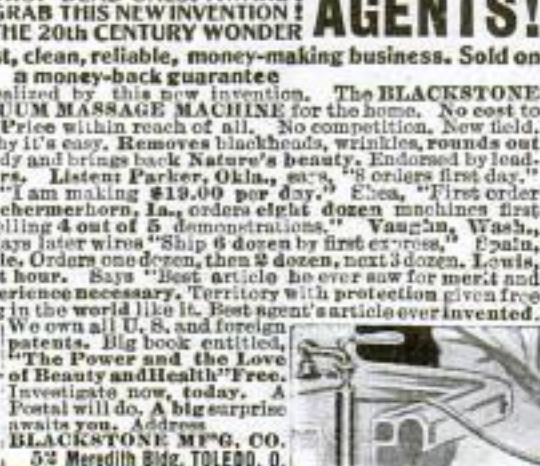 GRAB THIS NEW INVENTION!
THE 20th CENTURY WONDER
AGENTS!
t, clean, reliable, money-making business. Sold on
a money-back guarantee
alized by this new invention. The BLACKSTONE
UUM MASSAGE MACHINE for the home. No cost to
Price within reach of all. No competition. New field.
hy it's easy. Removes blackheads, wrinkles, rounds out
dy and brings back Nature's beauty. Endorsed by lead-
rs. Listen: Parker, Okla., says, "8 orders first day."
"I am making $19.00 per day." Shea, "First order
chermerhorn, Ia., orders eight dozen machines first
lling 4 out of 5 demonstrations." Vaughn, Wash.,
ays later wires "Ship 6 dozen by first express." Spain,
le. Orders one dozen, then 2 dozen, next 3 dozen. Lewis,
t hour. Says "Best article he ever saw for merit and
erience necessary. Territory with protection given free
g in the world like it. Best agent's article ever invented.
We own all U. S. and foreign
patents. Big book entitled,
"The Power and the Love
of Beauty and Health" Free.
Investigate now, today. A
Postal will do. A big surprise
awaits you. Address
BLACKSTONE MF'G. CO.
Meredith Bldg. TOLEDO, O.